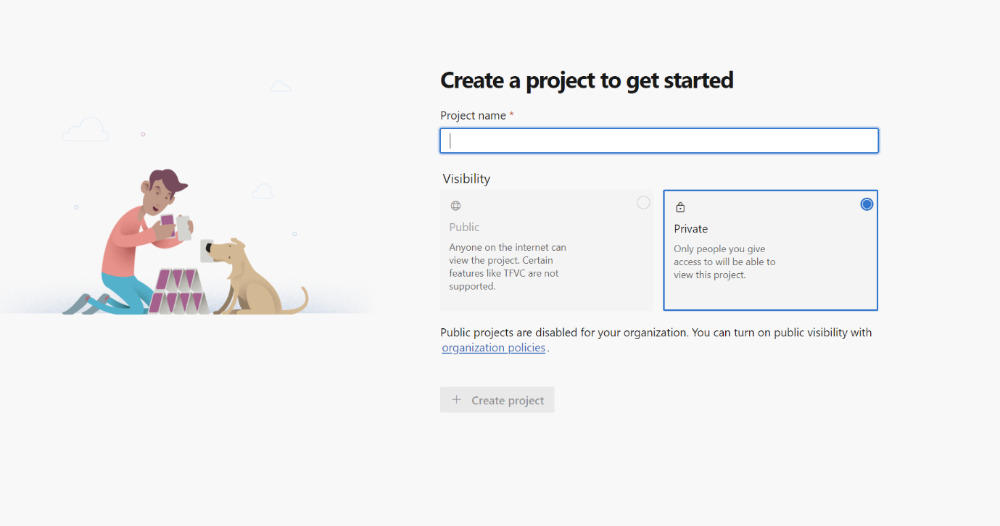 Create a project to get started
Project name *
Visibility
Public
Anyone on the internet can
view the project. Certain
features like TFVC are not
supported.
Private
Only people you give
access to will be able to
view this project.
Public projects are disabled for your organization. You can turn on public visibility with
organization policies.
+ Create project